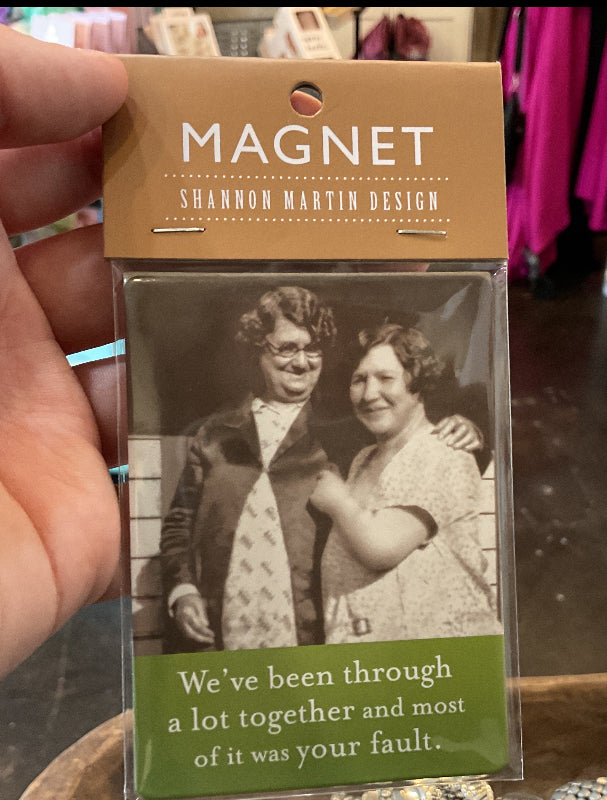 MAGNET
SHANNON MARTIN DESIGN
We've been through
a lot together and most
of it was your fault.